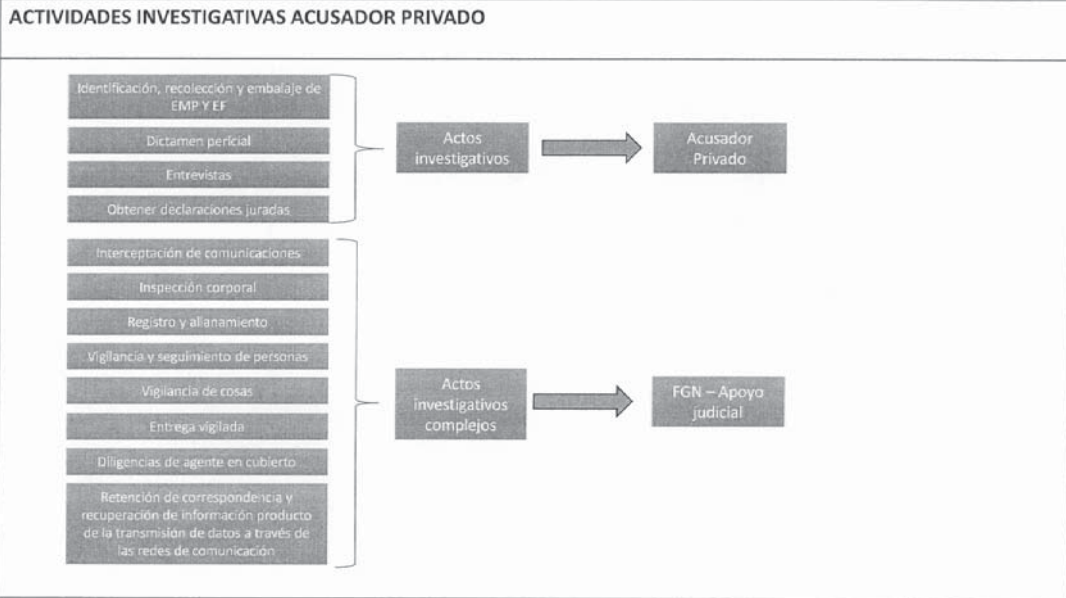 ACTIVIDADES INVESTIGATIVAS ACUSADOR PRIVADO
Identificación, recolección y embalaje de
EMP Y EF
Dictamen pericial
Entrevistas
Obtener declaraciones juradas
Actos
investigativos
Acusador
Privado
Interceptación de comunicaciones
Inspección corporal
Registro y allanamiento
Vigilancia y seguimiento de personas
Vigilancia de cosas
Entrega vigilada
Diligencias de agente en cubierto
Retención de correspondencia y
recuperación de información producto
de la transmisión de datos a través de
las redes de comunicación
Actos
investigativos
complejos
FGN – Apoyo
judicial